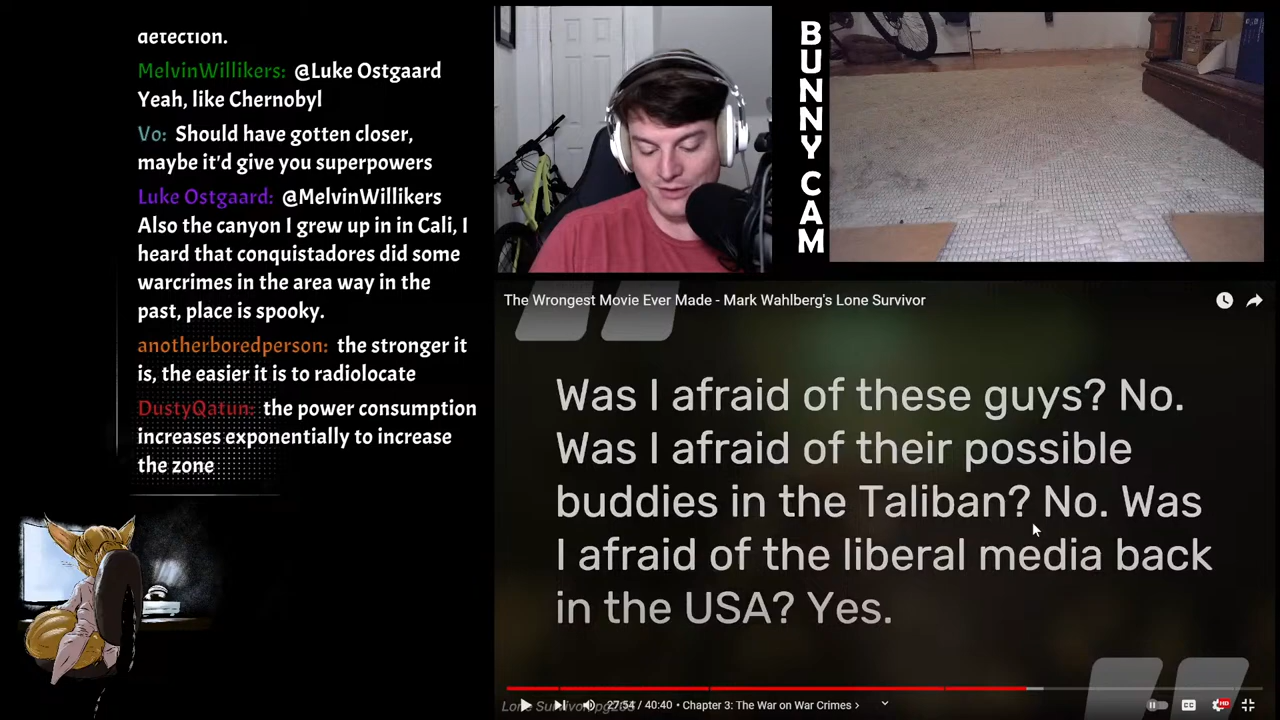 detection.
MelvinWillikers: @Luke Ostgaard
Yeah, like Chernobyl
Vo: Should have gotten closer,
maybe it'd give you superpowers
Luke Ostgaard: @MelvinWillikers
Also the canyon I grew up in in Cali, I
heard that conquistadores did some
warcrimes in the area way in the
past, place is spooky.
anotherboredperson: the stronger it
is, the easier it is to radiolocate
DustyQatun: the power consumption
increases exponentially to increase
the zone
BUNNY CAM
The Wrongest Movie Ever Made - Mark Wahlberg's Lone Survivor
Was I afraid of these guys? No.
Was I afraid of their possible
buddies in the Taliban? No. Was
I afraid of the liberal media back
in the USA? Yes.
27:54 / 40:40 • Chapter 3: The War on War Crimes >
CC
HD